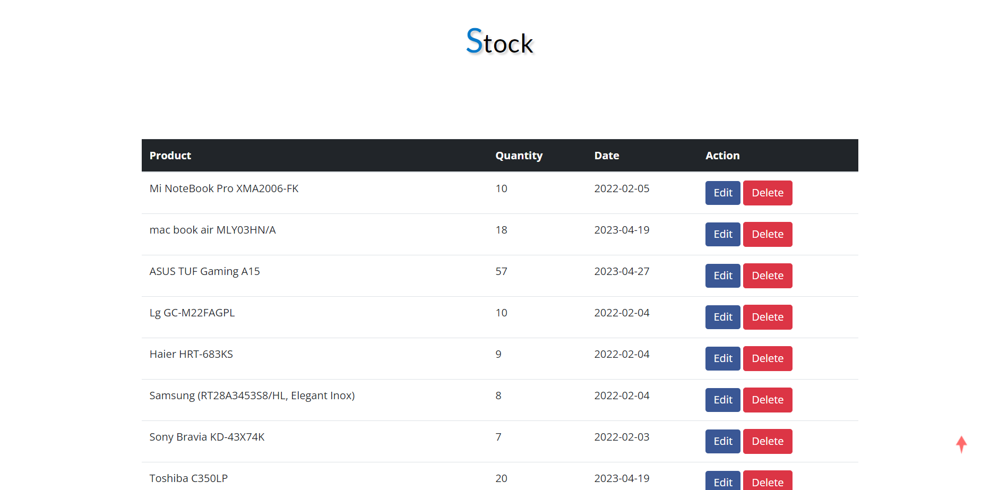 Stock
Product Quantity Date Action
Mi NoteBook Pro XMA2006-FK 10 2022-02-05 Edit Delete
mac book air MLY03HN/A 18 2023-04-19 Edit Delete
ASUS TUF Gaming A15 57 2023-04-27 Edit Delete
Lg GC-M22FAGPL 10 2022-02-04 Edit Delete
Haier HRT-683KS 9 2022-02-04 Edit Delete
Samsung (RT28A3453S8/HL, Elegant Inox) 8 2022-02-04 Edit Delete
Sony Bravia KD-43X74K 7 2022-02-03 Edit Delete
Toshiba C350LP 20 2023-04-19 Edit Delete